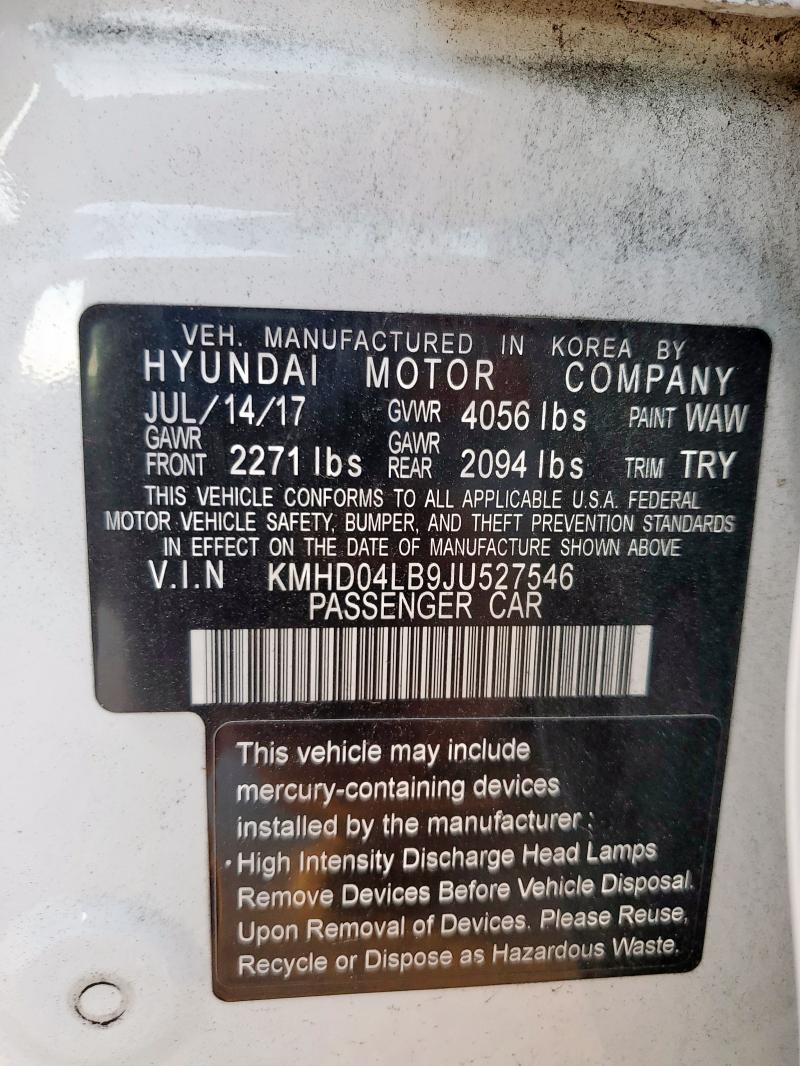 VEH. MANUFACTURED IN KOREA BY
HYUNDAI MOTOR COMPANY
JUL/14/17 GVWR 4056 lbs PAINT WAW
GAWR FRONT 2271 lbs GAWR REAR 2094 lbs TRIM TRY
THIS VEHICLE CONFORMS TO ALL APPLICABLE U.S.A. FEDERAL
MOTOR VEHICLE SAFETY, BUMPER, AND THEFT PREVENTION STANDARDS
IN EFFECT ON THE DATE OF MANUFACTURE SHOWN ABOVE
V.I.N KMHD04LB9JU527546
PASSENGER CAR
This vehicle may include
mercury-containing devices
installed by the manufacturer :
· High Intensity Discharge Head Lamps
Remove Devices Before Vehicle Disposal.
Upon Removal of Devices. Please Reuse,
Recycle or Dispose as Hazardous Waste.